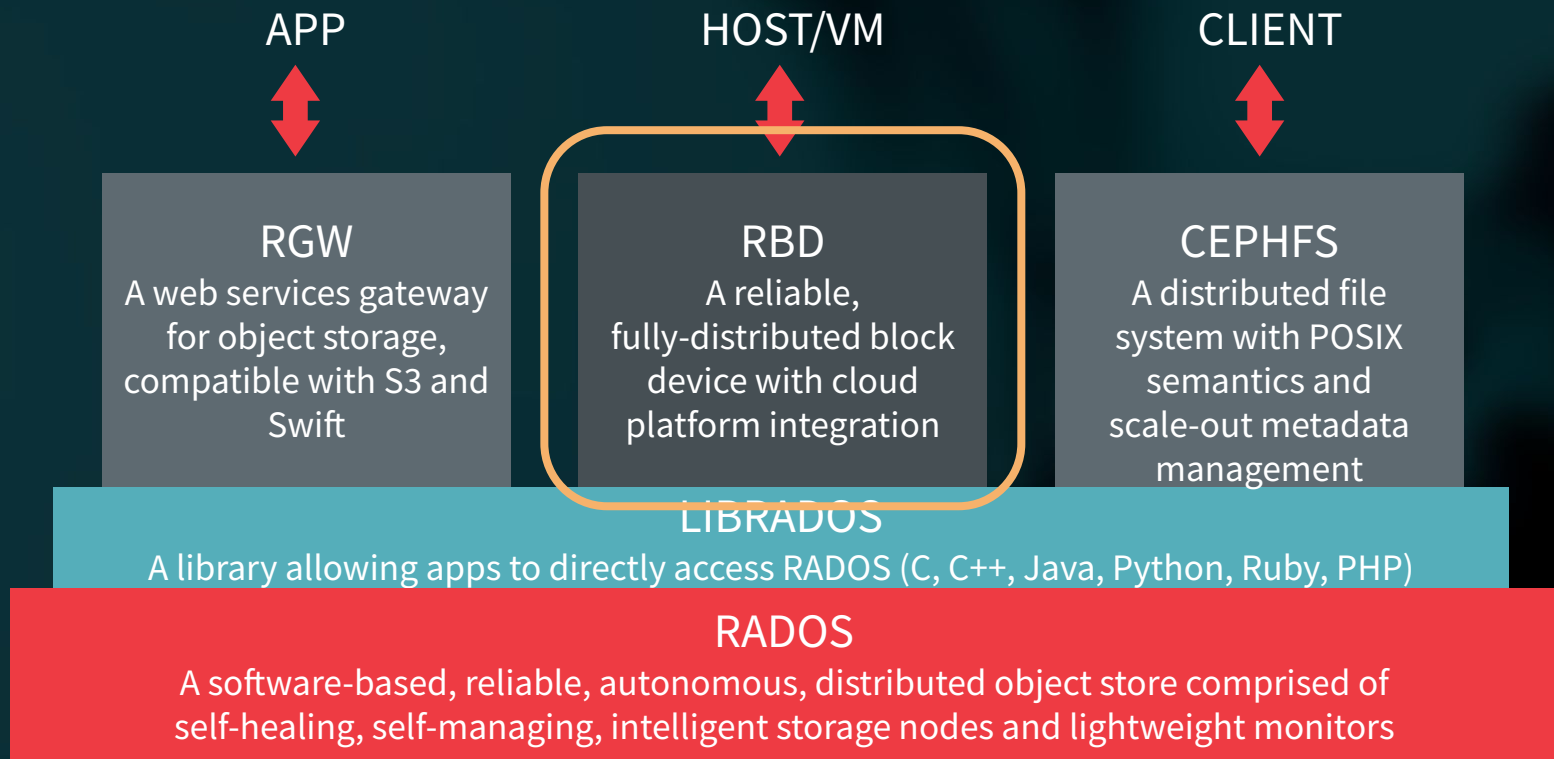 APP
HOST/VM
CLIENT
RGW
A web services gateway
for object storage,
compatible with S3 and
Swift
RBD
A reliable,
fully-distributed block
device with cloud
platform integration
CEPHFS
A distributed file
system with POSIX
semantics and
scale-out metadata
management
LIBRADOS
A library allowing apps to directly access RADOS (C, C++, Java, Python, Ruby, PHP)
RADOS
A software-based, reliable, autonomous, distributed object store comprised of
self-healing, self-managing, intelligent storage nodes and lightweight monitors